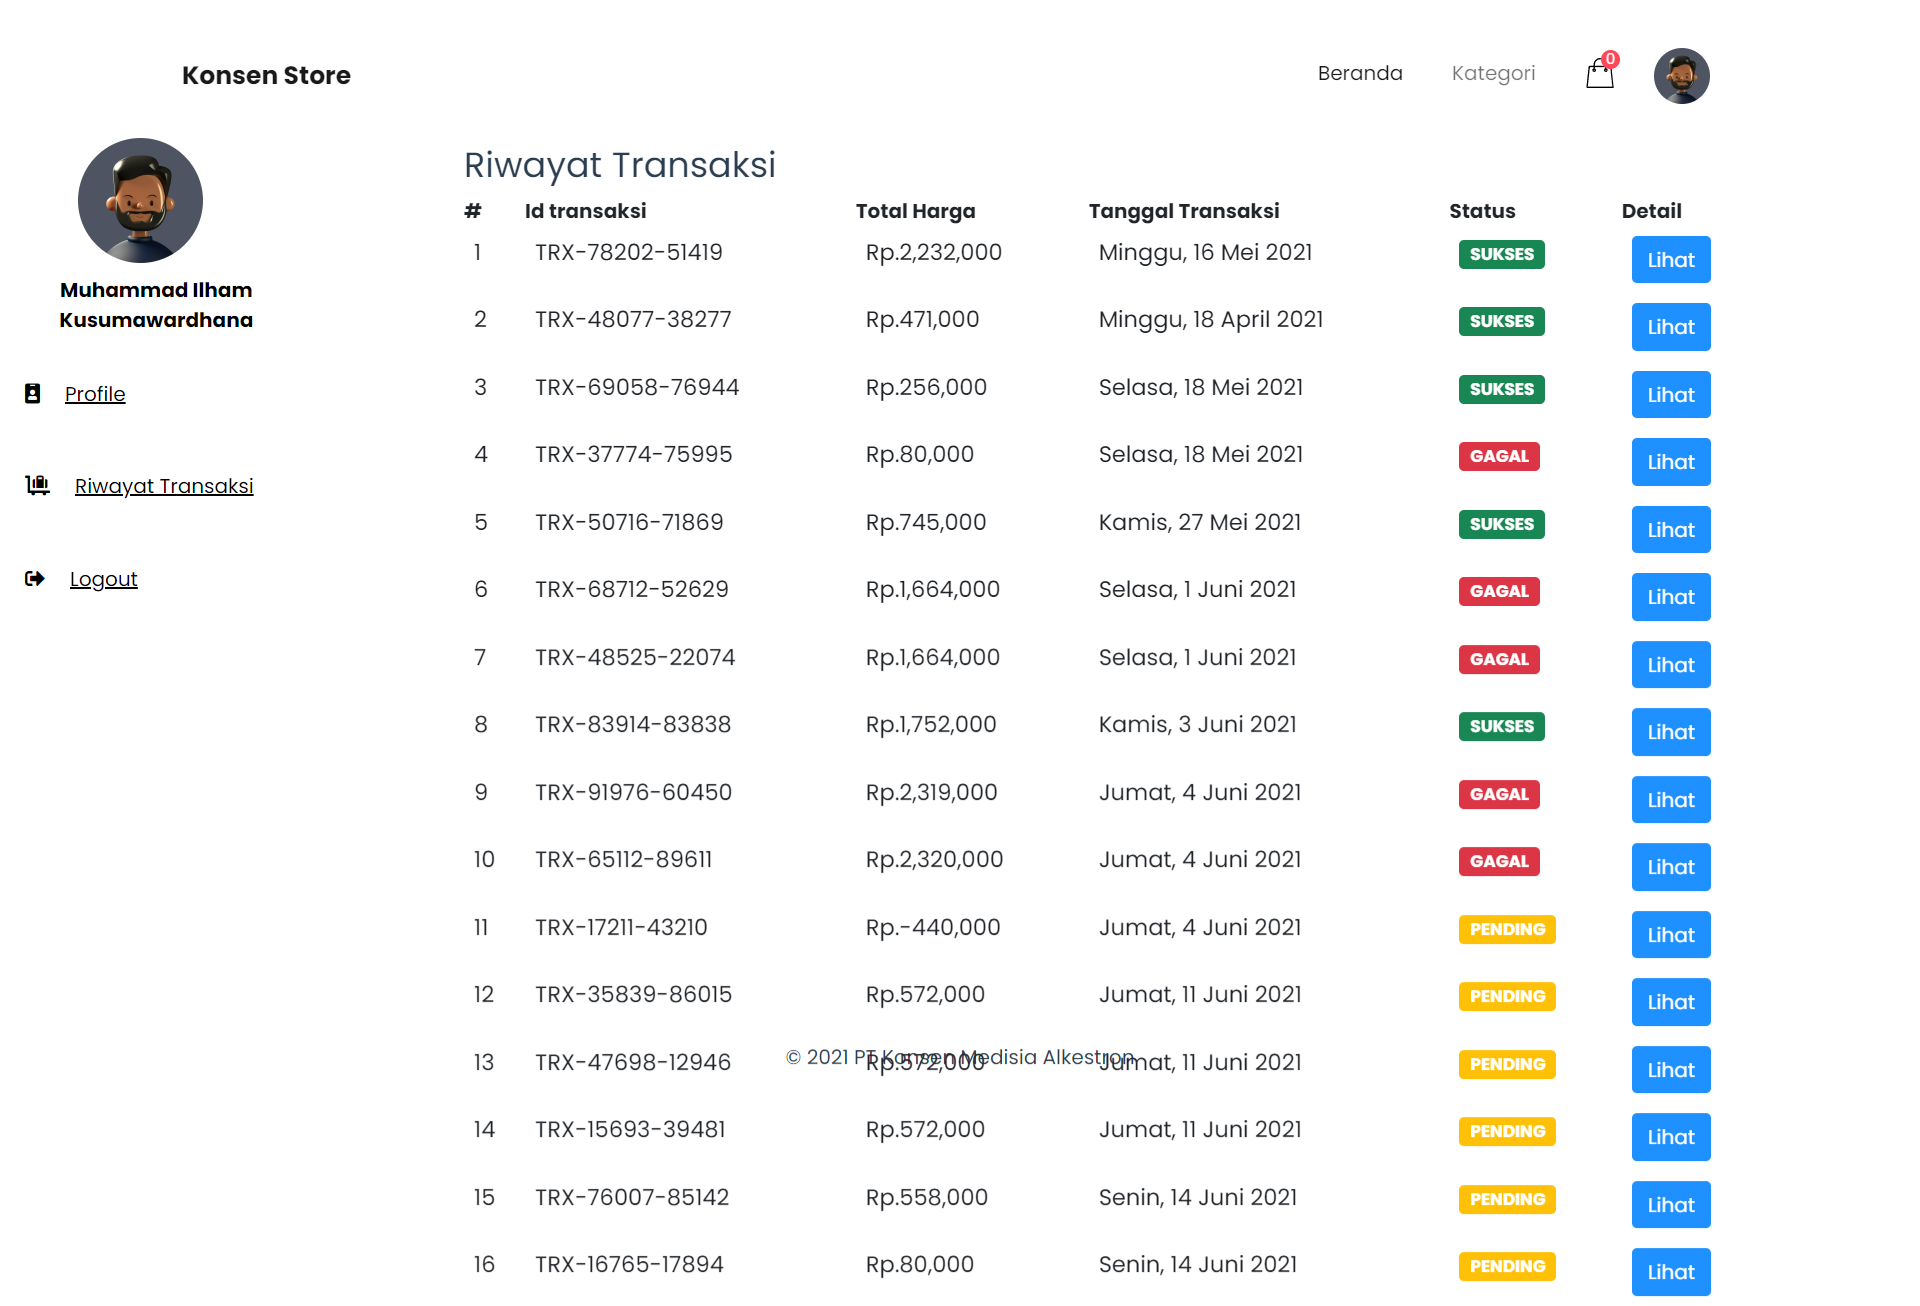 Konsen Store
Beranda Kategori 0
Muhammad Ilham
Kusumawardhana
Profile
Riwayat Transaksi
Logout
Riwayat Transaksi
# Id transaksi Total Harga Tanggal Transaksi Status Detail
1 TRX-78202-51419 Rp.2,232,000 Minggu, 16 Mei 2021 SUKSES Lihat
2 TRX-48077-38277 Rp.471,000 Minggu, 18 April 2021 SUKSES Lihat
3 TRX-69058-76944 Rp.256,000 Selasa, 18 Mei 2021 SUKSES Lihat
4 TRX-37774-75995 Rp.80,000 Selasa, 18 Mei 2021 GAGAL Lihat
5 TRX-50716-71869 Rp.745,000 Kamis, 27 Mei 2021 SUKSES Lihat
6 TRX-68712-52629 Rp.1,664,000 Selasa, 1 Juni 2021 GAGAL Lihat
7 TRX-48525-22074 Rp.1,664,000 Selasa, 1 Juni 2021 GAGAL Lihat
8 TRX-83914-83838 Rp.1,752,000 Kamis, 3 Juni 2021 SUKSES Lihat
9 TRX-91976-60450 Rp.2,319,000 Jumat, 4 Juni 2021 GAGAL Lihat
10 TRX-65112-89611 Rp.2,320,000 Jumat, 4 Juni 2021 GAGAL Lihat
11 TRX-17211-43210 Rp.-440,000 Jumat, 4 Juni 2021 PENDING Lihat
12 TRX-35839-86015 Rp.572,000 Jumat, 11 Juni 2021 PENDING Lihat
13 TRX-47698-12946 Rp.572,000 Jumat, 11 Juni 2021 PENDING Lihat
© 2021 PT Konsen Medisia Alkestron
14 TRX-15693-39481 Rp.572,000 Jumat, 11 Juni 2021 PENDING Lihat
15 TRX-76007-85142 Rp.558,000 Senin, 14 Juni 2021 PENDING Lihat
16 TRX-16765-17894 Rp.80,000 Senin, 14 Juni 2021 PENDING Lihat